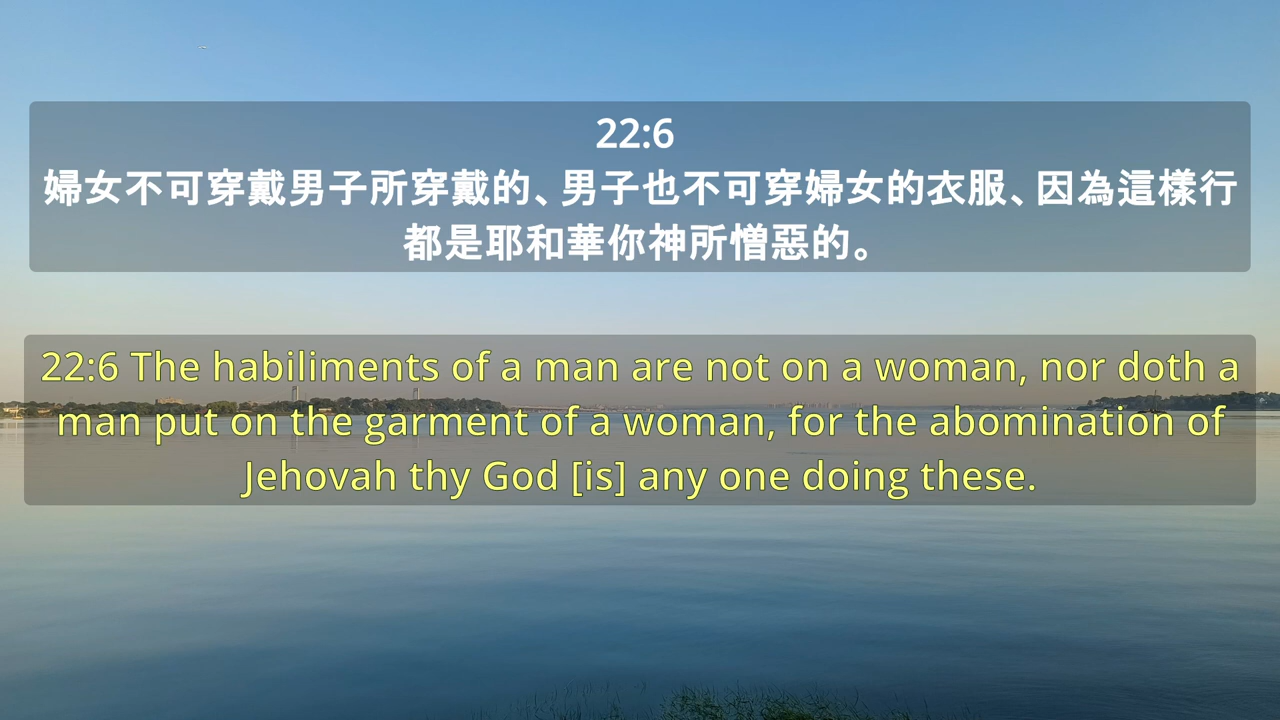 22:6
婦女不可穿戴男子所穿戴的、男子也不可穿婦女的衣服、因為這樣行
都是耶和華你神所憎惡的。
22:6 The habiliments of a man are not on a woman, nor doth a
man put on the garment of a woman, for the abomination of
Jehovah thy God [is] any one doing these.